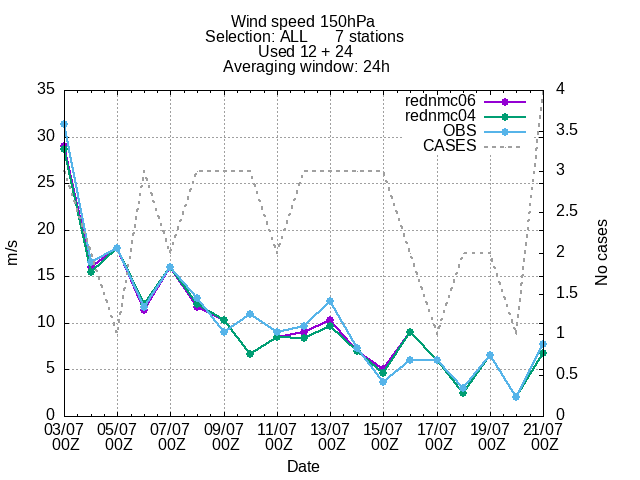 Wind speed 150hPa
Selection: ALL 7 stations
Used 12 + 24
Averaging window: 24h
35
30
25
20
15
10
5
0
4
3.5
3
2.5
2
1.5
1
0.5
0
rednmc06
rednmc04
OBS
CASES
m/s
No cases
03/07 05/07 07/07 09/07 11/07 13/07 15/07 17/07 19/07 21/07
00Z 00Z 00Z 00Z 00Z 00Z 00Z 00Z 00Z 00Z
Date